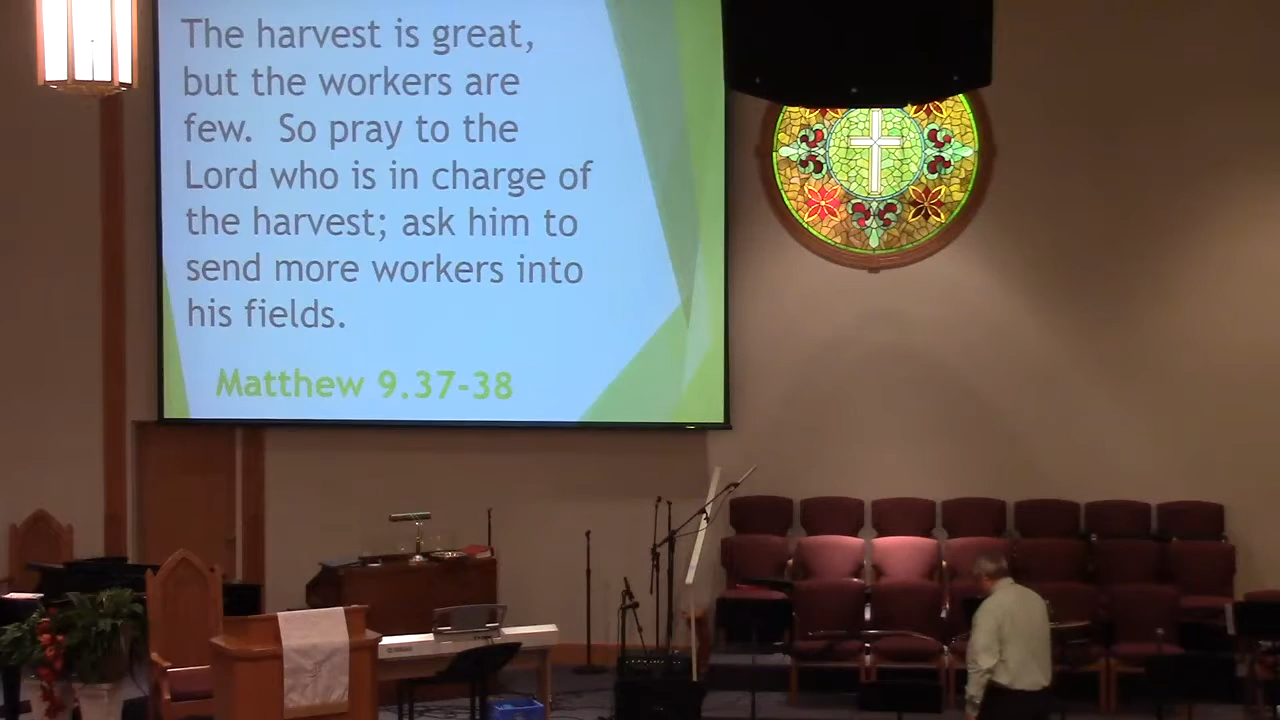 The harvest is great,
but the workers are
few. So pray to the
Lord who is in charge of
the harvest; ask him to
send more workers into
his fields.
Matthew 9.37-38